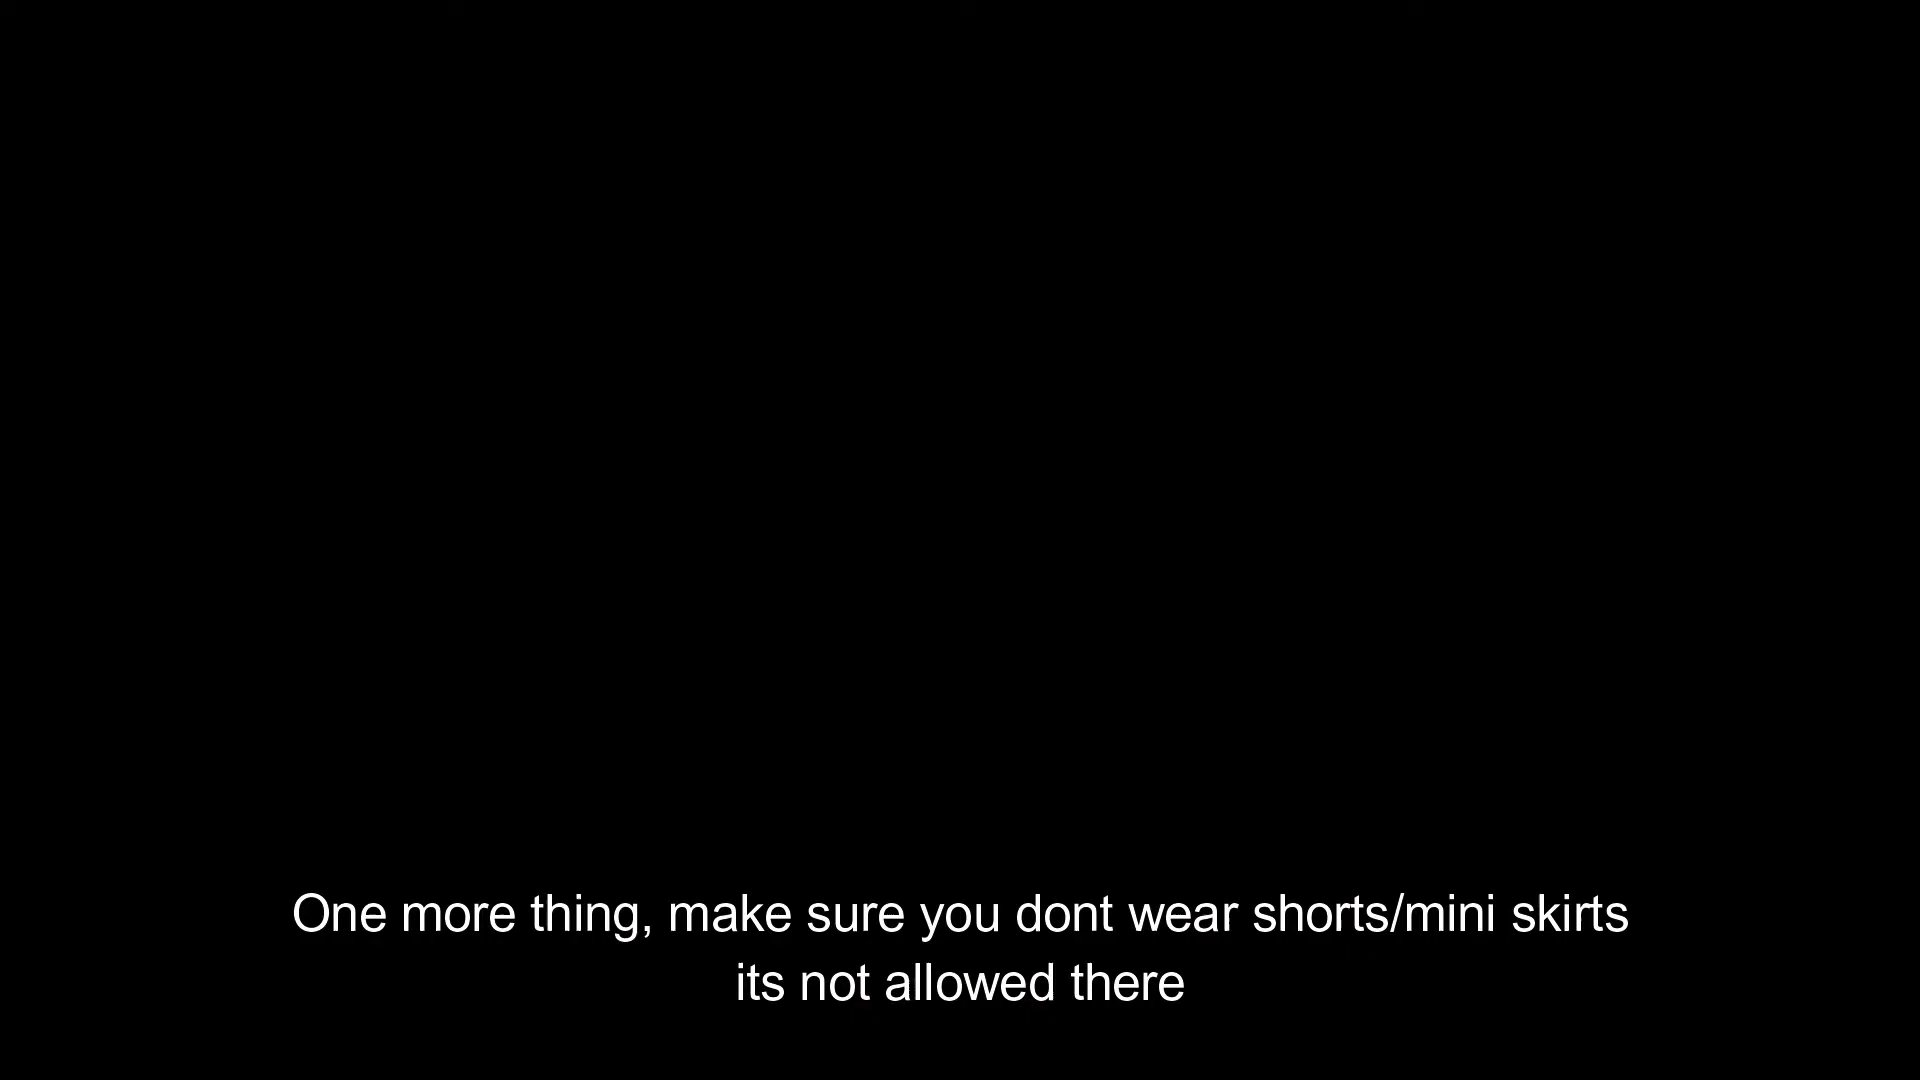 One more thing, make sure you dont wear shorts/mini skirts
its not allowed there